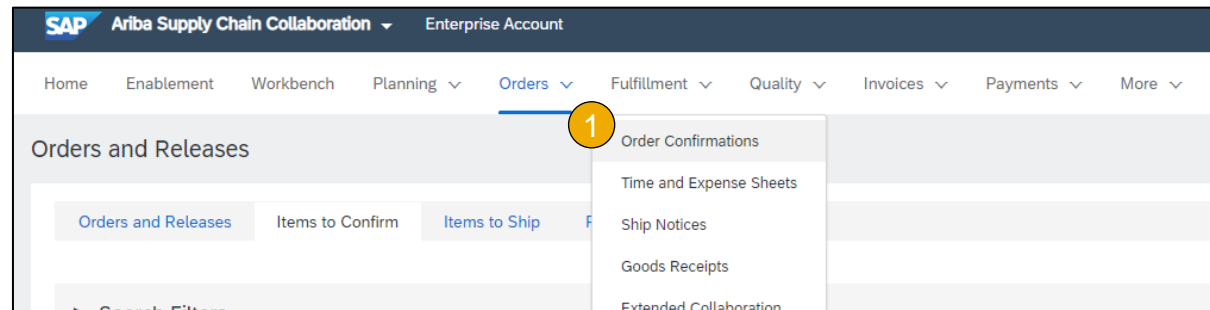 SAP Ariba Supply Chain Collaboration Enterprise Account
Home Enablement Workbench Planning Orders Fulfillment Quality Invoices Payments More
1
Order Confirmations
Orders and Releases
Time and Expense Sheets
Orders and Releases Items to Confirm Items to Ship
Ship Notices
Goods Receipts
Extended Collaboration
Search Filters